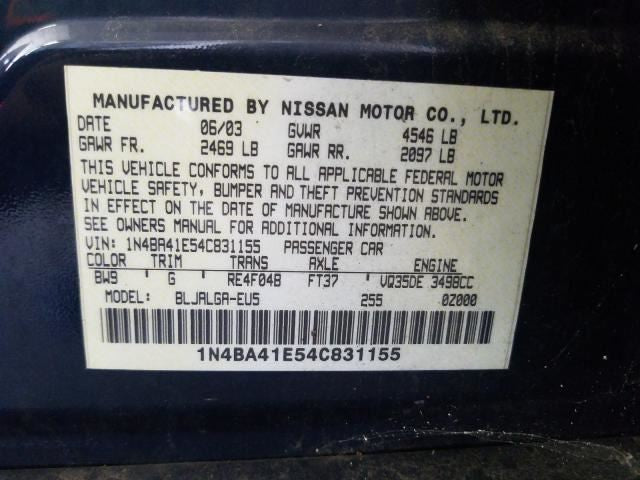 MANUFACTURED BY NISSAN MOTOR CO., LTD.
DATE 06/03 GVWR 4546 LB
GAWR FR. 2469 LB GAWR RR. 2097 LB
THIS VEHICLE CONFORMS TO ALL APPLICABLE FEDERAL MOTOR
VEHICLE SAFETY, BUMPER AND THEFT PREVENTION STANDARDS
IN EFFECT ON THE DATE OF MANUFACTURE SHOWN ABOVE.
SEE OWNERS MANUAL FOR ADDITIONAL INFORMATION.
VIN: 1N4BA41E54C831155 PASSENGER CAR
COLOR TRIM TRANS AXLE ENGINE
BW9 G RE4F04B FT37 VQ35DE 3498CC
MODEL: BLJALGA-EU5 255 0Z000
1N4BA41E54C831155